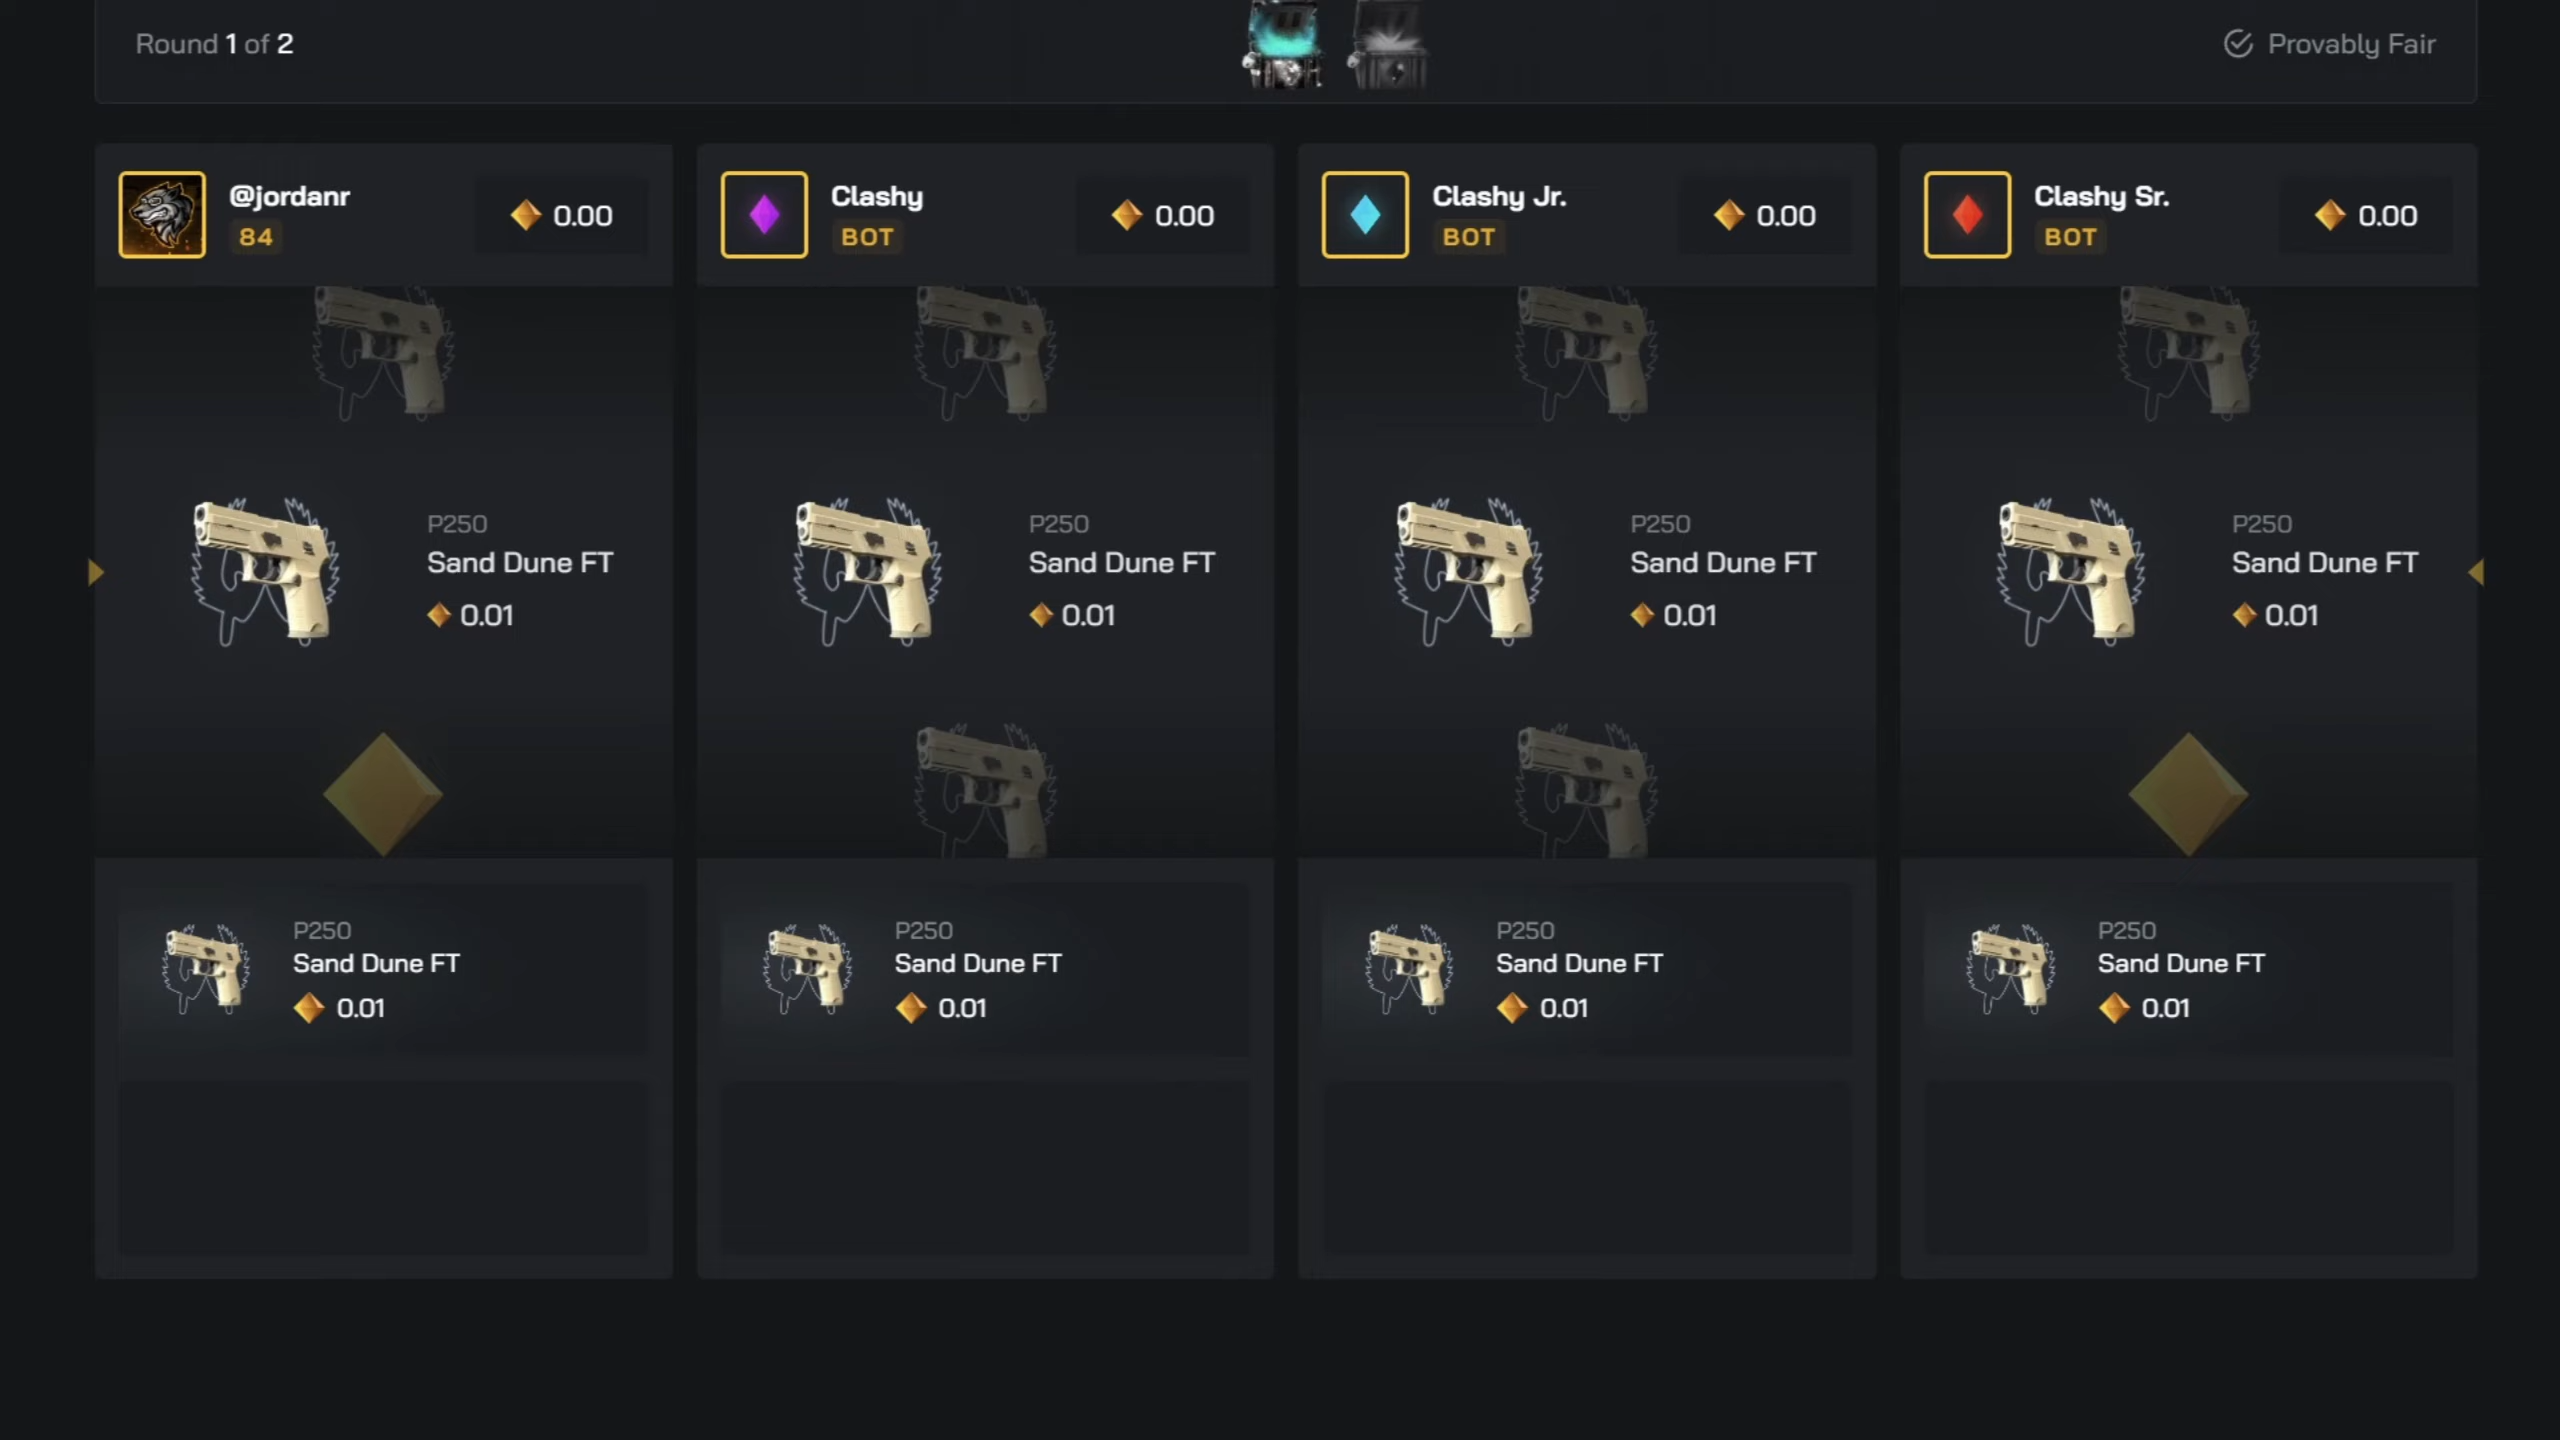 Round 1 of 2
Provably Fair
@jordanr
84
0.00
Clashy
BOT
0.00
Clashy Jr.
BOT
0.00
Clashy Sr.
BOT
0.00
P250
Sand Dune FT
0.01
P250
Sand Dune FT
0.01
P250
Sand Dune FT
0.01
P250
Sand Dune FT
0.01
P250
Sand Dune FT
0.01
P250
Sand Dune FT
0.01
P250
Sand Dune FT
0.01
P250
Sand Dune FT
0.01